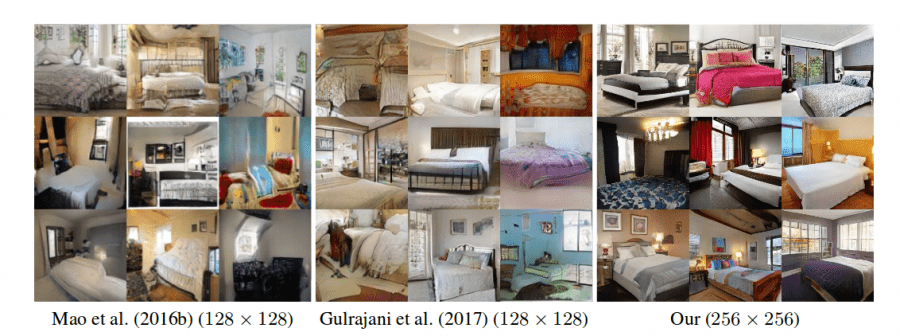 Mao et al. (2016b) (128 × 128)
Gulrajani et al. (2017) (128 × 128)
Our (256 × 256)